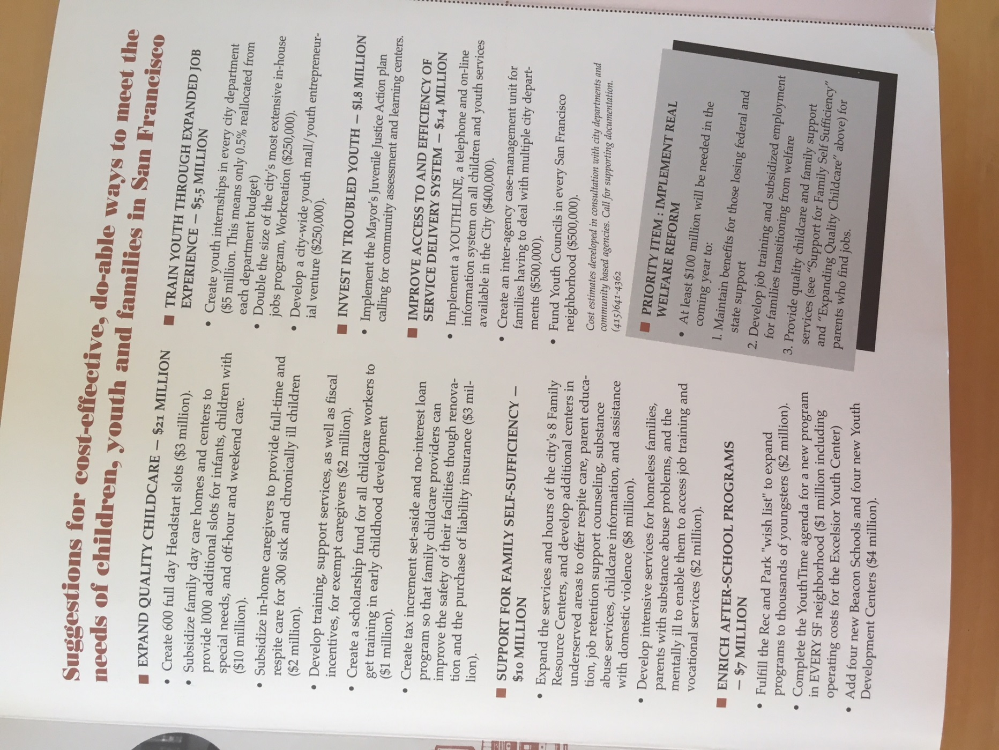 Suggestions for cost-effective, do-able ways to meet the
needs of children, youth and families in San Francisco
■ EXPAND QUALITY CHILDCARE — $21 MILLION
• Create 600 full day Headstart slots ($3 million).
• Subsidize family day care homes and centers to
provide 1000 additional slots for infants, children with
special needs, and off-hour and weekend care.
($10 million).
• Subsidize in-home caregivers to provide full-time and
respite care for 300 sick and chronically ill children
($2 million).
• Develop training, support services, as well as fiscal
incentives, for exempt caregivers ($2 million).
• Create a scholarship fund for all childcare workers to
get training in early childhood development
($1 million).
• Create tax increment set-aside and no-interest loan
program so that family childcare providers can
improve the safety of their facilities though renova-
tion and the purchase of liability insurance ($3 mil-
lion).
■ SUPPORT FOR FAMILY SELF-SUFFICIENCY —
$10 MILLION
• Expand the services and hours of the city's 8 Family
Resource Centers, and develop additional centers in
underserved areas to offer respite care, parent educa-
tion, job retention support counseling, substance
abuse services, childcare information, and assistance
with domestic violence ($8 million).
• Develop intensive services for homeless families,
parents with substance abuse problems, and the
mentally ill to enable them to access job training and
vocational services ($2 million).
■ ENRICH AFTER-SCHOOL PROGRAMS
— $7 MILLION
• Fulfill the Rec and Park "wish list" to expand
programs to thousands of youngsters ($2 million).
• Complete the YouthTime agenda for a new program
in EVERY SF neighborhood ($1 million including
operating costs for the Excelsior Youth Center)
• Add four new Beacon Schools and four new Youth
Development Centers ($4 million).
■ TRAIN YOUTH THROUGH EXPANDED JOB
EXPERIENCE — $5.5 MILLION
• Create youth internships in every city department
($5 million. This means only 0.5% reallocated from
each department budget)
• Double the size of the city's most extensive in-house
jobs program, Workreation ($250,000).
• Develop a city-wide youth mall/youth entrepreneur-
ial venture ($250,000).
■ INVEST IN TROUBLED YOUTH — $1.8 MILLION
• Implement the Mayor's Juvenile Justice Action plan
calling for community assessment and learning centers.
■ IMPROVE ACCESS TO AND EFFICIENCY OF
SERVICE DELIVERY SYSTEM — $1.4 MILLION
• Implement a YOUTHLINE, a telephone and on-line
information system on all children and youth services
available in the City ($400,000).
• Create an inter-agency case-management unit for
families having to deal with multiple city depart-
ments ($500,000).
• Fund Youth Councils in every San Francisco
neighborhood ($500,000).
Cost estimates developed in consultation with city departments and
community based agencies. Call for supporting documentation.
(415)641-4362
■ PRIORITY ITEM : IMPLEMENT REAL
WELFARE REFORM
• At least $100 million will be needed in the
coming year to:
1. Maintain benefits for those losing federal and
state support
2. Develop job training and subsidized employment
for families transitioning from welfare
3. Provide quality childcare and family support
services (see "Support for Family Self Sufficiency"
and "Expanding Quality Childcare" above) for
parents who find jobs.